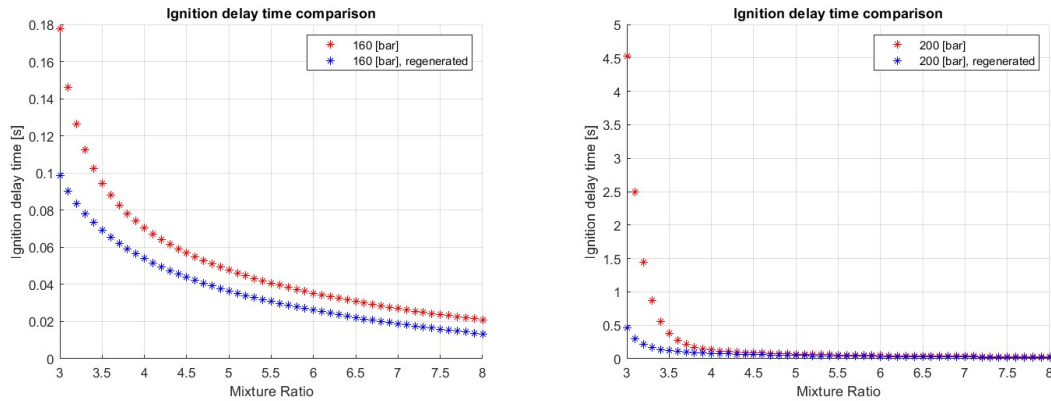 Ignition delay time comparison
160 [bar]
160 [bar], regenerated
0.18
0.16
0.14
0.12
0.1
0.08
0.06
0.04
0.02
0
Ignition delay time [s]
3 3.5 4 4.5 5 5.5 6 6.5 7 7.5 8
Mixture Ratio
Ignition delay time comparison
200 [bar]
200 [bar], regenerated
5
4.5
4
3.5
3
2.5
2
1.5
1
0.5
0
Ignition delay time [s]
3 3.5 4 4.5 5 5.5 6 6.5 7 7.5 8
Mixture Ratio